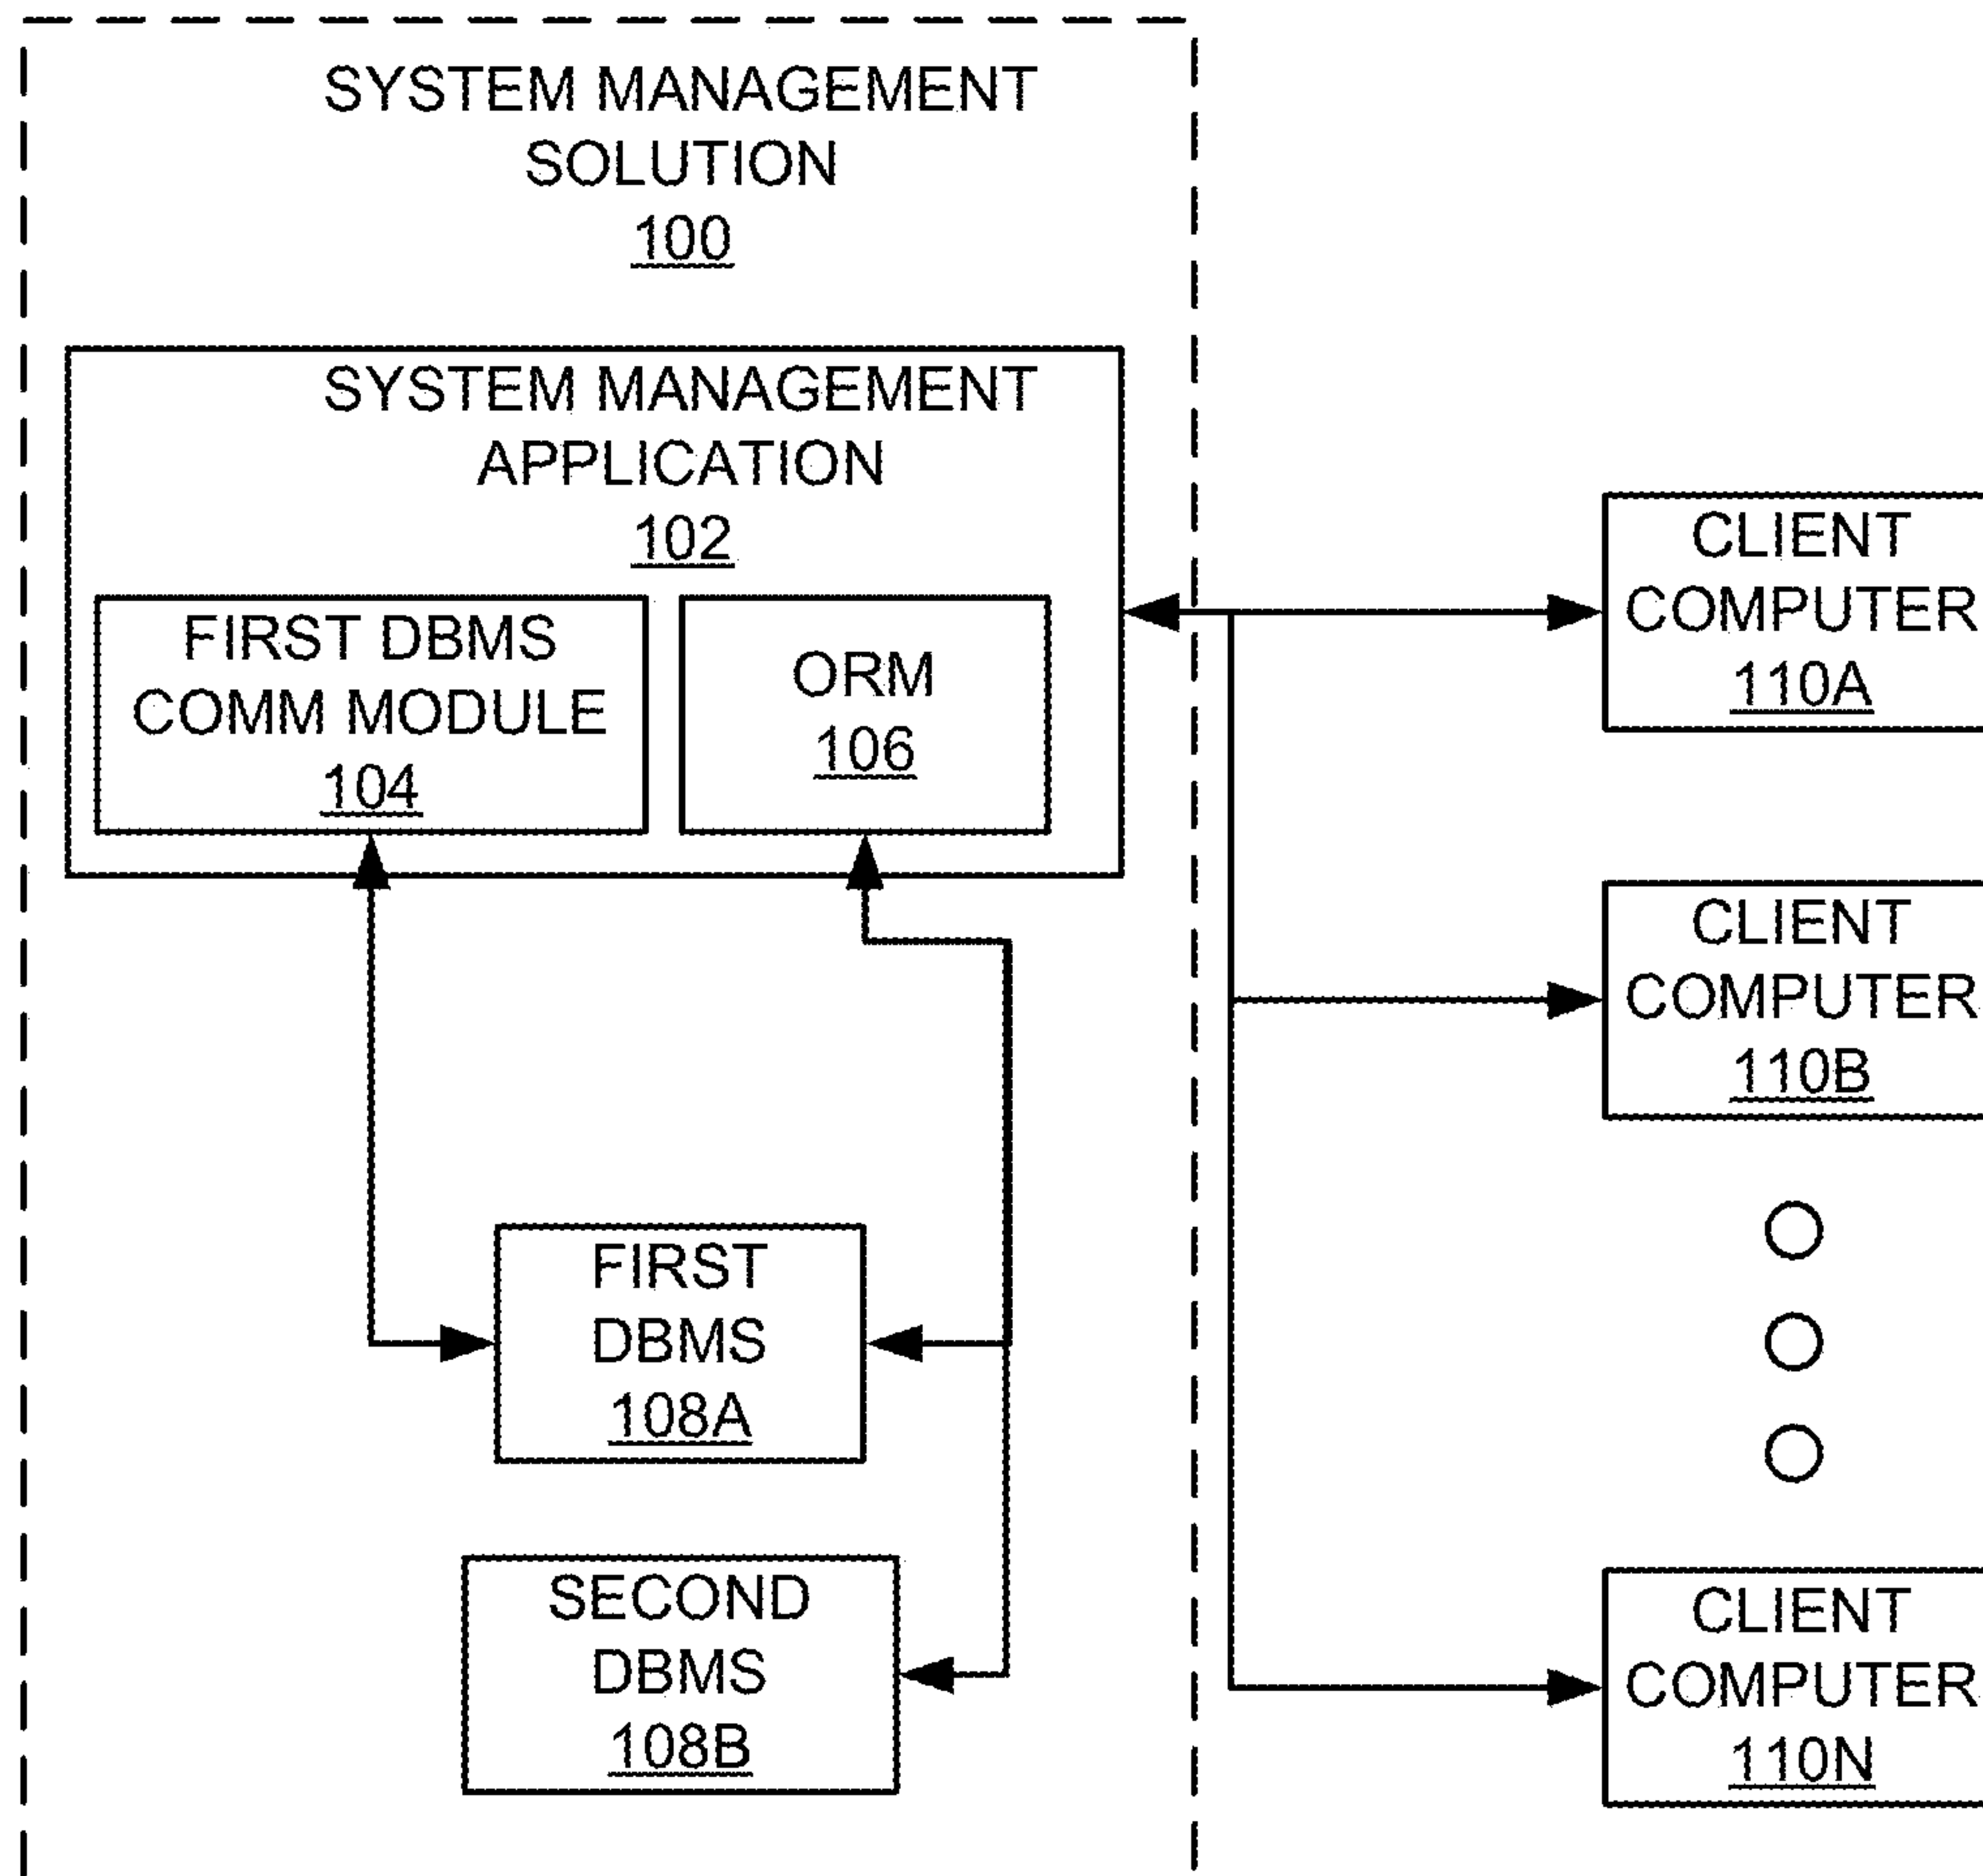 SYSTEM MANAGEMENT
SOLUTION
100
SYSTEM MANAGEMENT
APPLICATION
102
FIRST DBMS
COMM MODULE
104
ORM
106
FIRST
DBMS
108A
SECOND
DBMS
108B
CLIENT
COMPUTER
110A
CLIENT
COMPUTER
110B
CLIENT
COMPUTER
110N